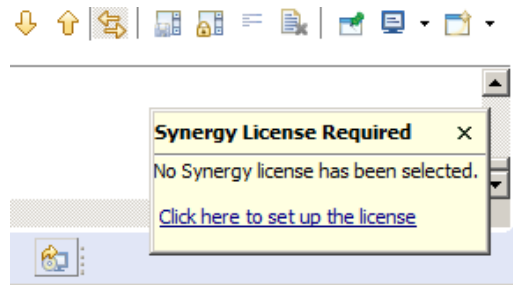 Synergy License Required
No Synergy license has been selected.
Click here to set up the license